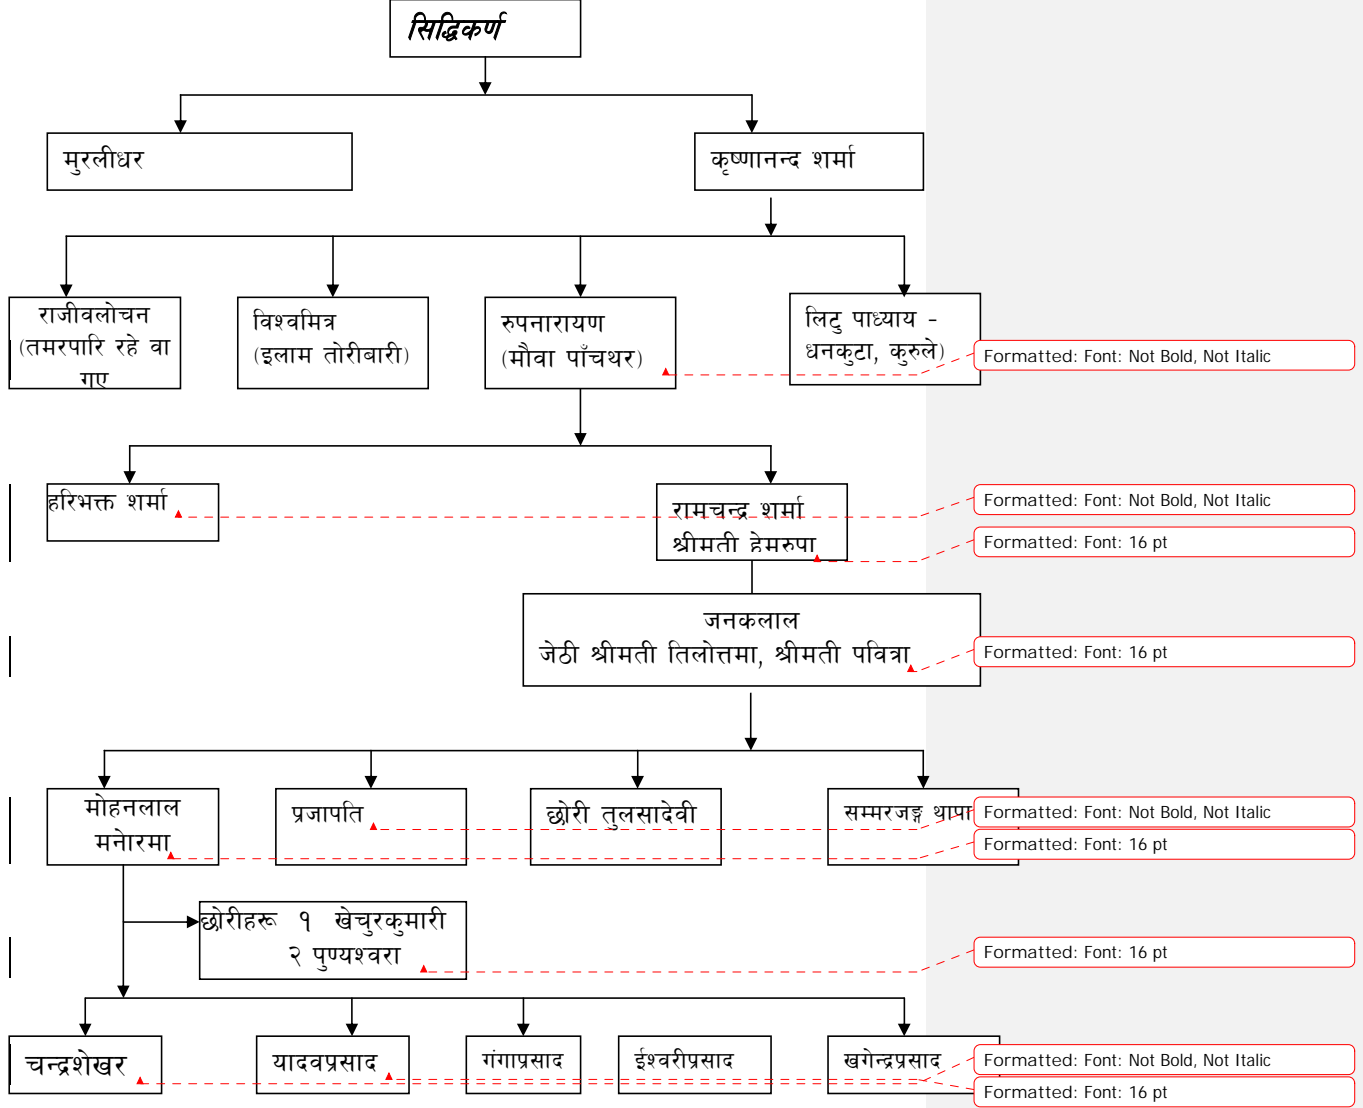 सिद्धिकर्ण
मुरलीधर
कृष्णानन्द शर्मा
राजीवलोचन
(तमरपारि रहे वा
गए
विश्वमित्र
(इलाम तोरीबारी)
रुपनारायण
(मौवा पाँचथर)
लिटु पाध्याय -
धनकुटा, कुरुले)
Formatted: Font: Not Bold, Not Italic
हरिभक्त शर्मा
रामचन्द्र शर्मा
श्रीमती हेमरुपा
Formatted: Font: Not Bold, Not Italic
Formatted: Font: 16 pt
जनकलाल
जेठी श्रीमती तिलोत्तमा, श्रीमती पवित्रा
Formatted: Font: 16 pt
मोहनलाल
मनोरमा
प्रजापति
छोरी तुलसादेवी
सम्मरजङ्ग थापा
Formatted: Font: Not Bold, Not Italic
Formatted: Font: 16 pt
छोरीहरू १ खेचुरकुमारी
२ पुण्यश्वरा
Formatted: Font: 16 pt
चन्द्रशेखर
यादवप्रसाद
गंगाप्रसाद
ईश्वरीप्रसाद
खगेन्द्रप्रसाद
Formatted: Font: Not Bold, Not Italic
Formatted: Font: 16 pt